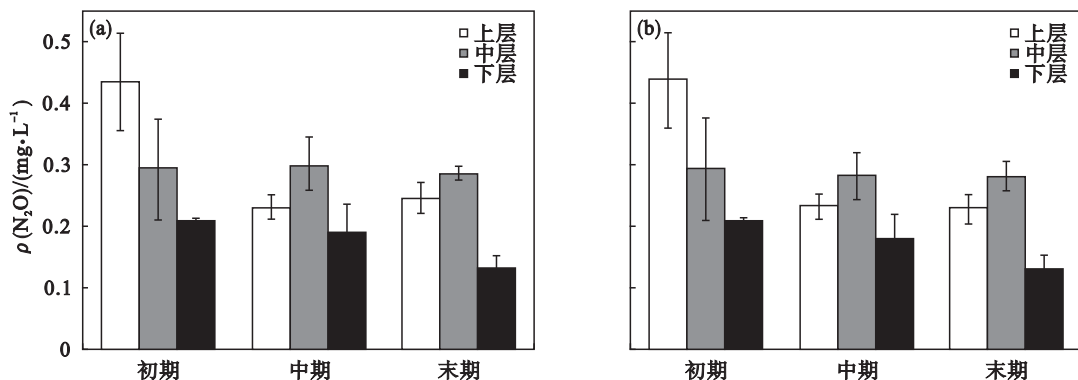 (a)
上层
中层
下层
ρ(N₂O)/(mg•L⁻¹)
0.5
0.4
0.3
0.2
0.1
0
初期
中期
末期
(b)
上层
中层
下层
初期
中期
末期